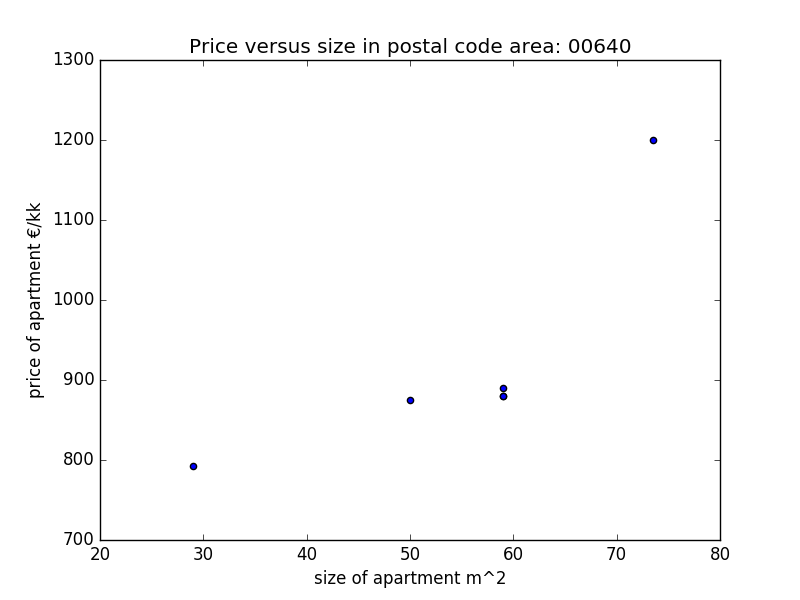 Price versus size in postal code area: 00640
1300
1200
1100
1000
900
800
700
price of apartment €/kk
20 30 40 50 60 70 80
size of apartment m^2